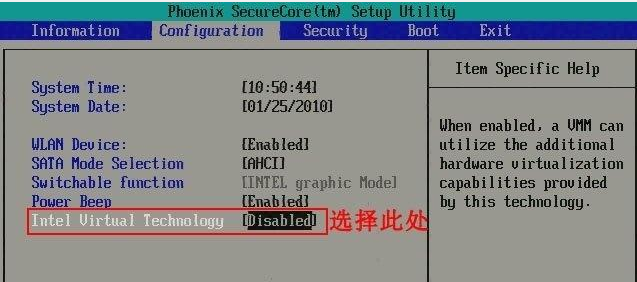 Phoenix SecureCore(tm) Setup Utility
Information Configuration Security Boot Exit
Item Specific Help
System Time: [10:50:44]
System Date: [01/25/2010]
WLAN Device: [Enabled]
SATA Mode Selection [AHCI]
Switchable function [INTEL graphic Mode]
Power Beep [Enabled]
Intel Virtual Technology [Disabled] 选择此处
When enabled, a VMM can
utilize the additional
hardware virtualization
capabilities provided
by this technology.